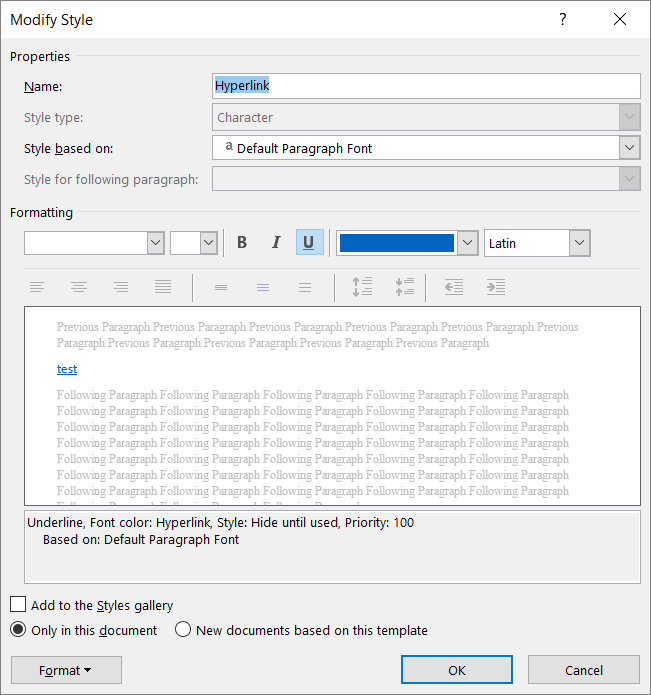 Modify Style
?
Properties
Name: Hyperlink
Style type: Character
Style based on: a Default Paragraph Font
Style for following paragraph:
Formatting
B I U Latin
Previous Paragraph Previous Paragraph Previous Paragraph Previous Paragraph Previous Paragraph Previous
Paragraph Previous Paragraph Previous Paragraph Previous Paragraph Previous Paragraph
test
Following Paragraph Following Paragraph Following Paragraph Following Paragraph Following Paragraph
Following Paragraph Following Paragraph Following Paragraph Following Paragraph Following Paragraph
Following Paragraph Following Paragraph Following Paragraph Following Paragraph Following Paragraph
Following Paragraph Following Paragraph Following Paragraph Following Paragraph Following Paragraph
Following Paragraph Following Paragraph Following Paragraph Following Paragraph Following Paragraph
Following Paragraph Following Paragraph Following Paragraph Following Paragraph Following Paragraph
Following Paragraph Following Paragraph Following Paragraph Following Paragraph Following Paragraph
Following Paragraph Following Paragraph Following Paragraph
Underline, Font color: Hyperlink, Style: Hide until used, Priority: 100
Based on: Default Paragraph Font
Add to the Styles gallery
Only in this document New documents based on this template
Format OK Cancel